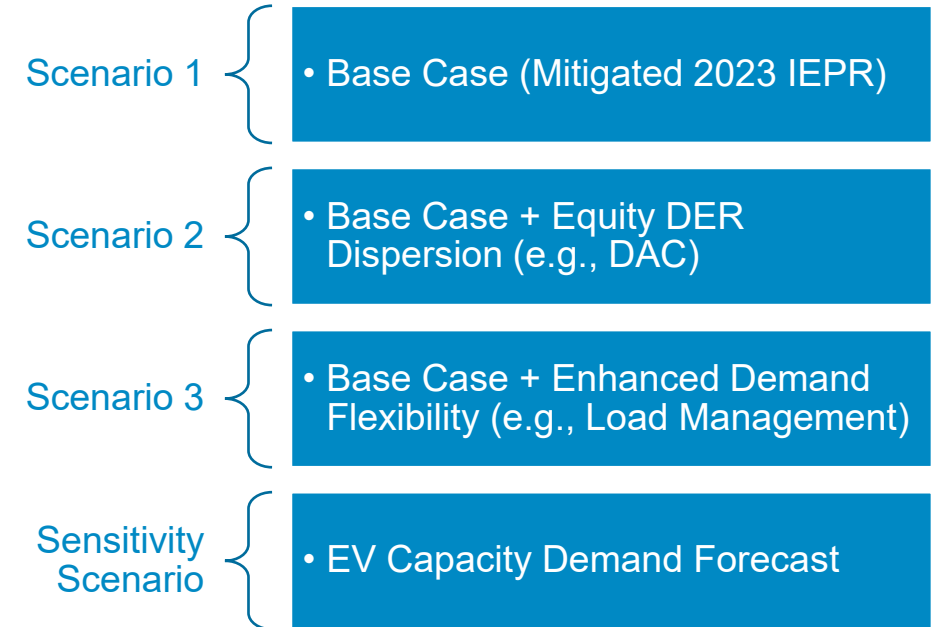 Scenario 1
• Base Case (Mitigated 2023 IEPR)
Scenario 2
• Base Case + Equity DER
Dispersion (e.g., DAC)
Scenario 3
• Base Case + Enhanced Demand
Flexibility (e.g., Load Management)
Sensitivity
Scenario
• EV Capacity Demand Forecast